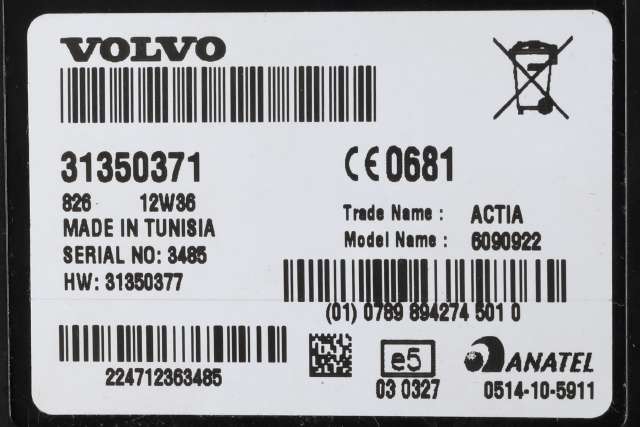 VOLVO
31350371
CE0681
826 12W36
MADE IN TUNISIA
SERIAL NO: 3485
HW: 31350377
Trade Name : ACTIA
Model Name : 6090922
(01) 0789 894274 501 0
224712363485
e5
03 0327
ANATEL
0514-10-5911